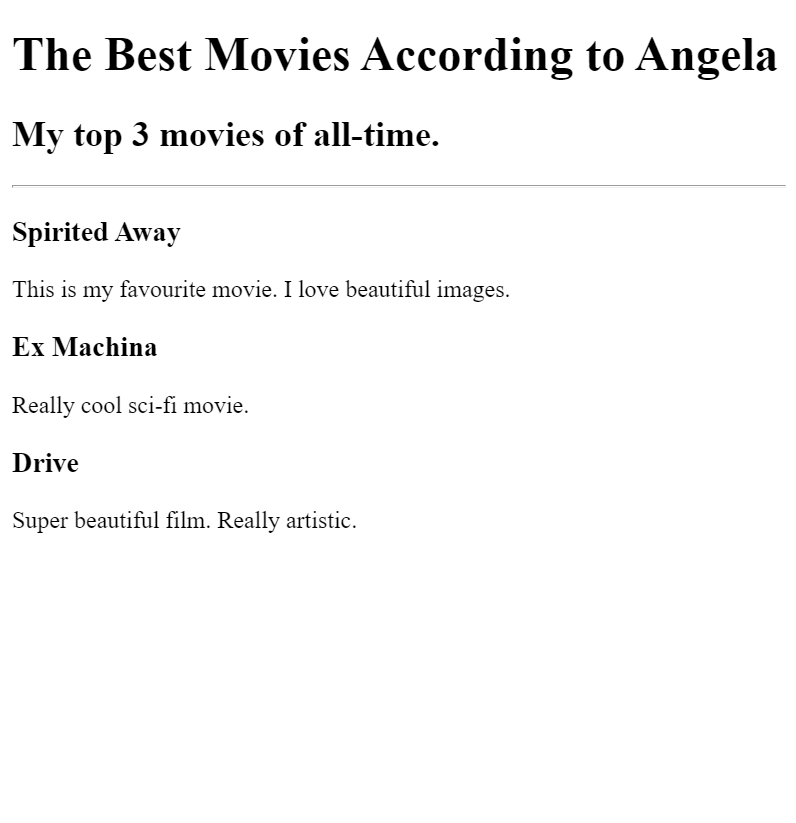 The Best Movies According to Angela
My top 3 movies of all-time.
Spirited Away
This is my favourite movie. I love beautiful images.
Ex Machina
Really cool sci-fi movie.
Drive
Super beautiful film. Really artistic.